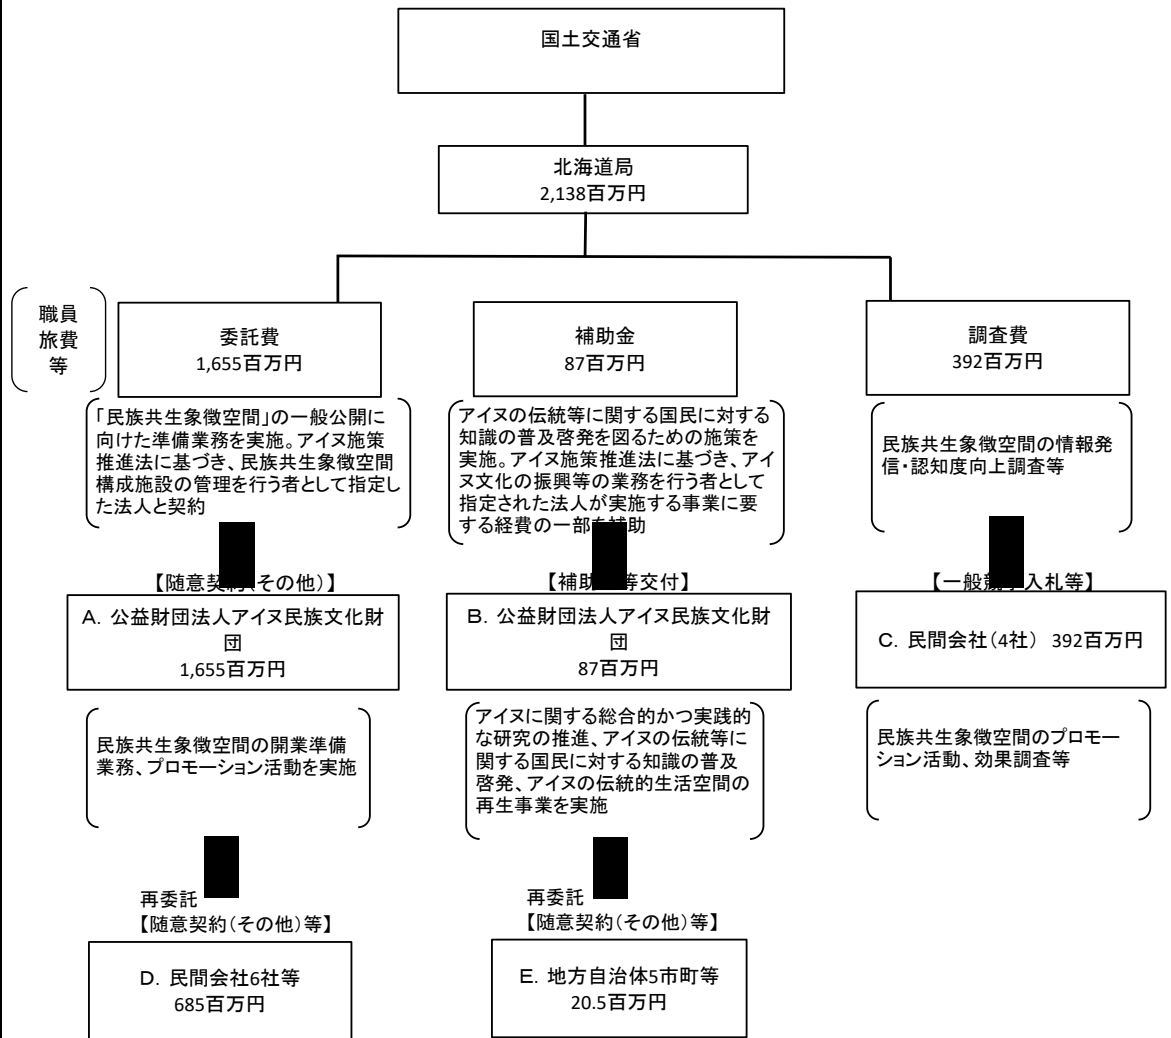 国土交通省
北海道局
2,138百万円
職員
旅費
等
委託費
1,655百万円
補助金
87百万円
調査費
392百万円
「民族共生象徴空間」の一般公開に
向けた準備業務を実施。アイヌ施策
推進法に基づき、民族共生象徴空間
構成施設の管理を行う者として指定し
た法人と契約
アイヌの伝統等に関する国民に対する
知識の普及啓発を図るための施策を
実施。アイヌ施策推進法に基づき、アイ
ヌ文化の振興等の業務を行う者として
指定された法人が実施する事業に要
する経費の一部を補助
民族共生象徴空間の情報発
信・認知度向上調査等
【随意契約(その他)】
【補助 等交付】
【一般競 入札等】
A. 公益財団法人アイヌ民族文化財
団
1,655百万円
B. 公益財団法人アイヌ民族文化財
団
87百万円
C. 民間会社(4社) 392百万円
民族共生象徴空間の開業準備
業務、プロモーション活動を実施
アイヌに関する総合的かつ実践的
な研究の推進、アイヌの伝統等に
関する国民に対する知識の普及
啓発、アイヌの伝統的生活空間の
再生事業を実施
民族共生象徴空間のプロモー
ション活動、効果調査等
再委託
【随意契約(その他)等】
再委託
【随意契約(その他)等】
D. 民間会社6社等
685百万円
E. 地方自治体5市町等
20.5百万円